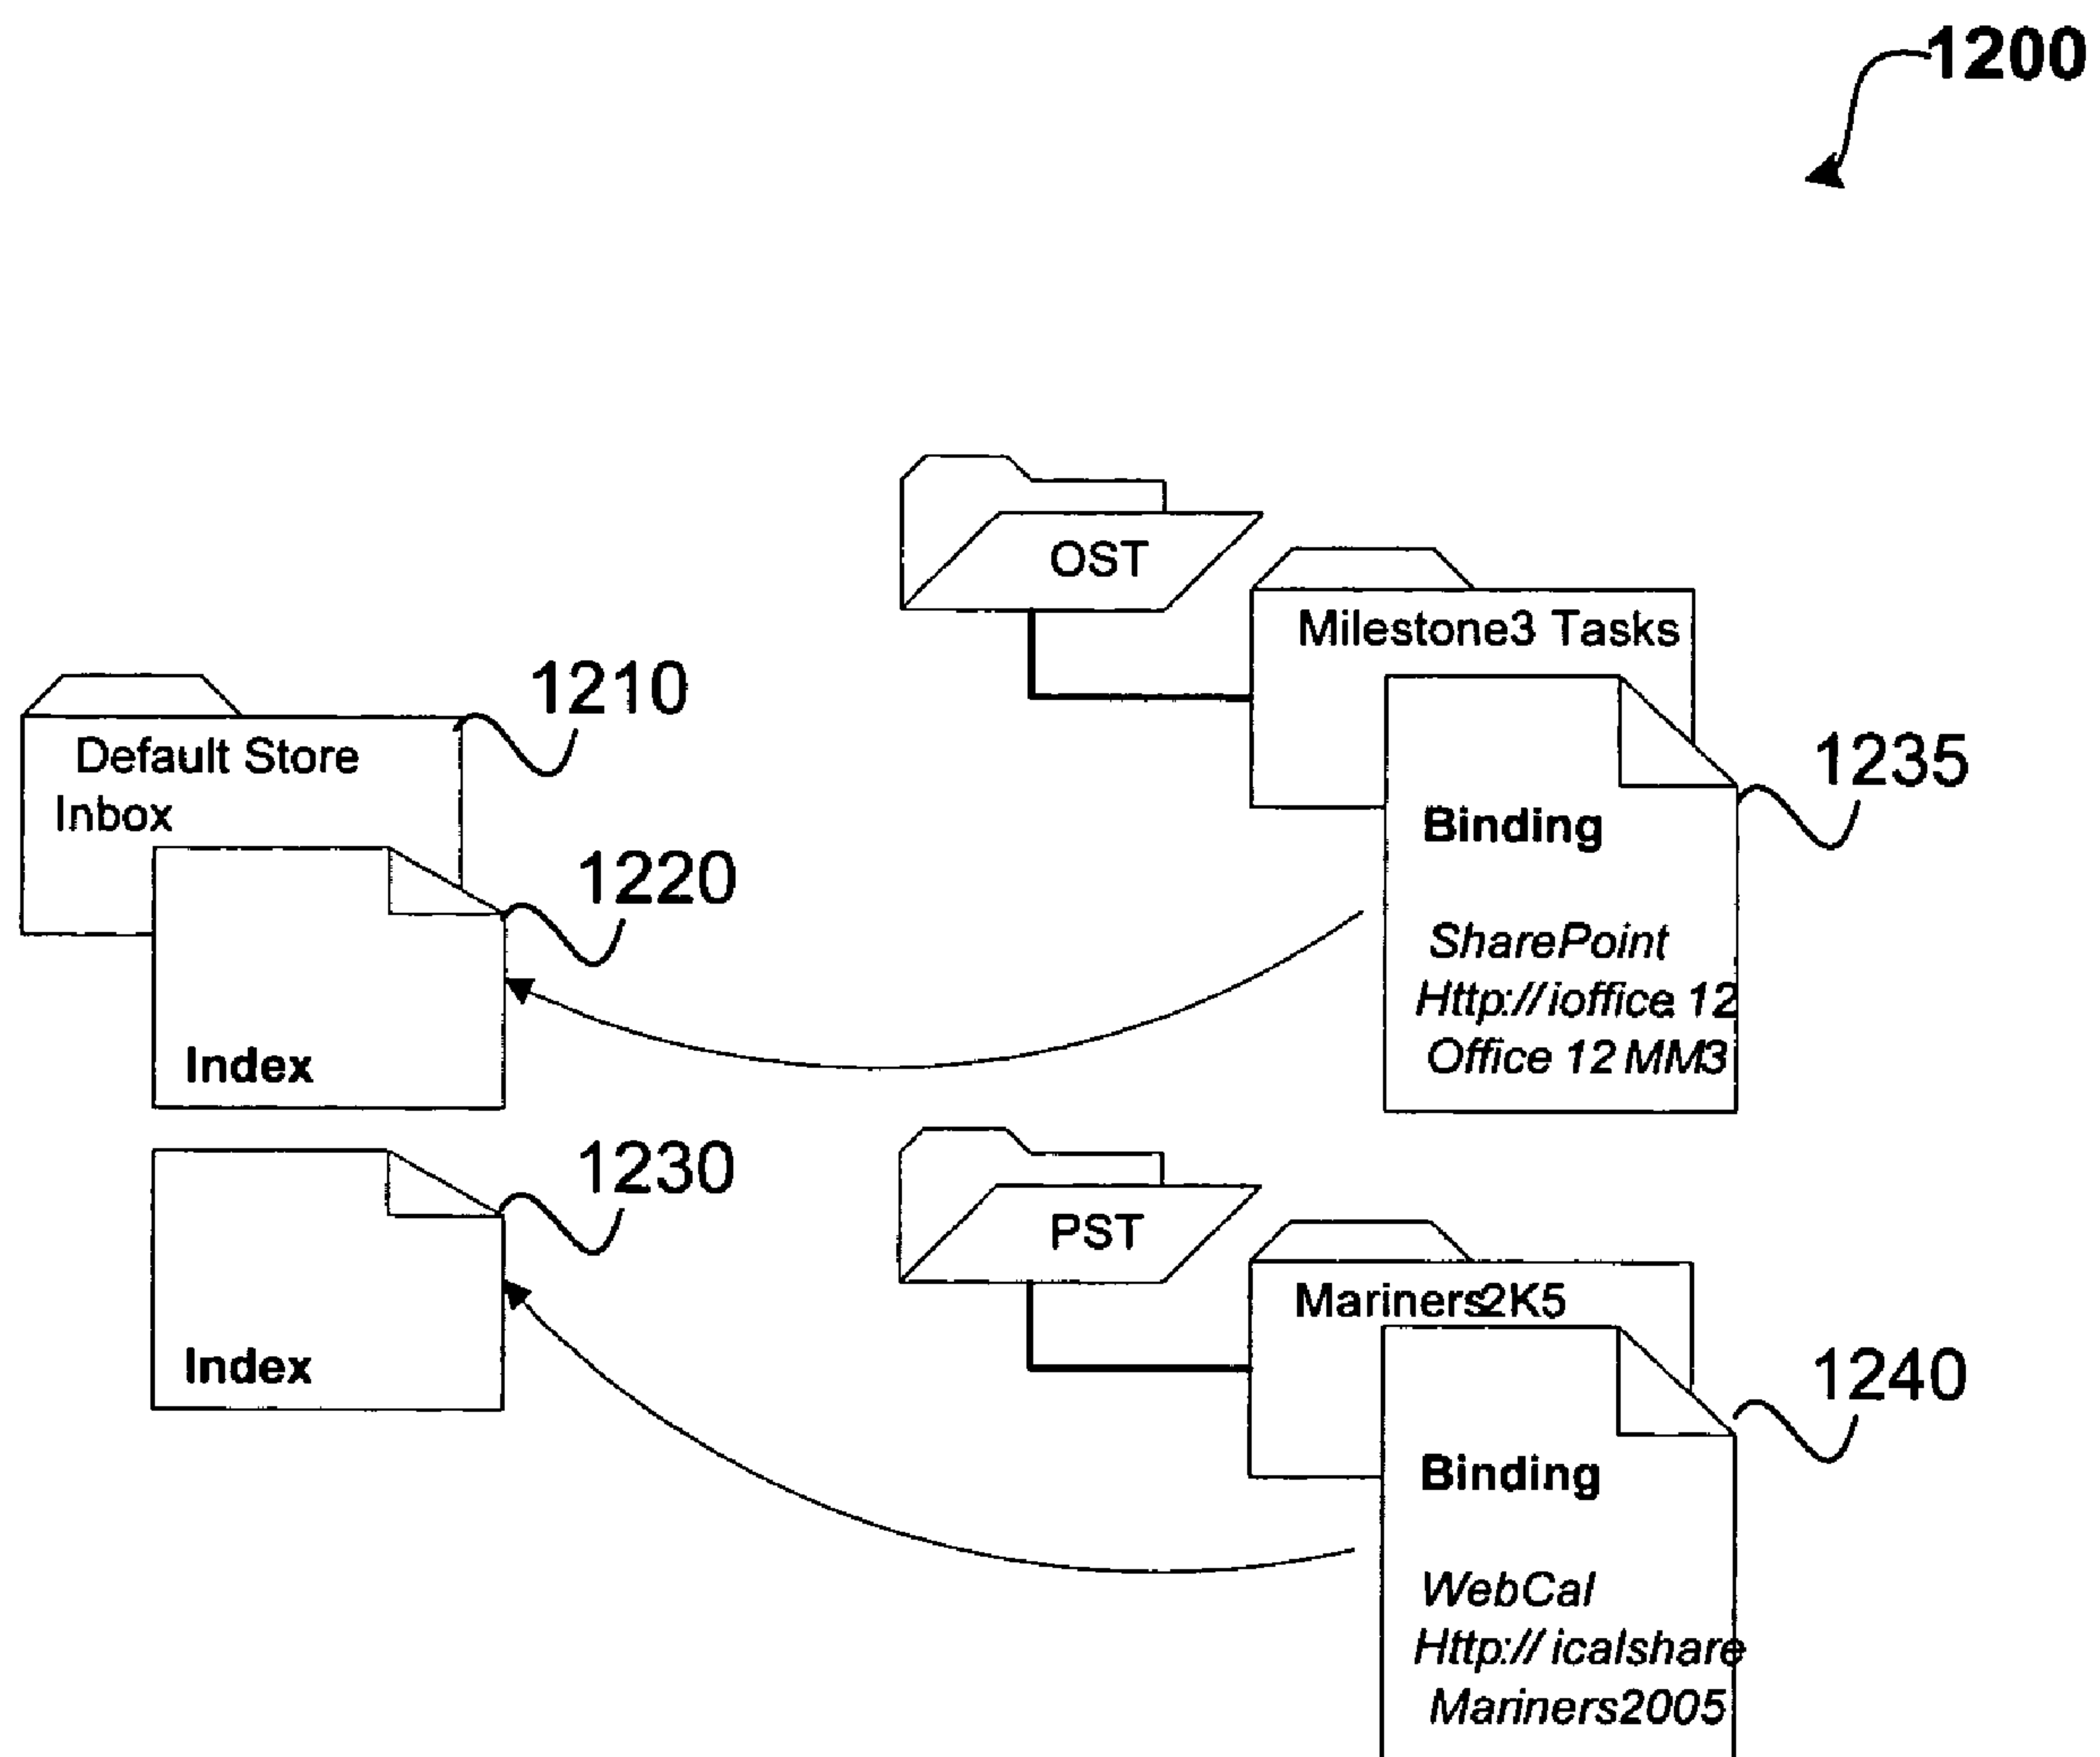 1200
OST
Milestone3 Tasks
1210
Default Store
Inbox
1235
Binding
1220
SharePoint
Http://ioffice 12
Office 12 MM3
Index
1230
PST
Mariners2K5
Index
1240
Binding
WebCal
Http://icalshare
Mariners2005